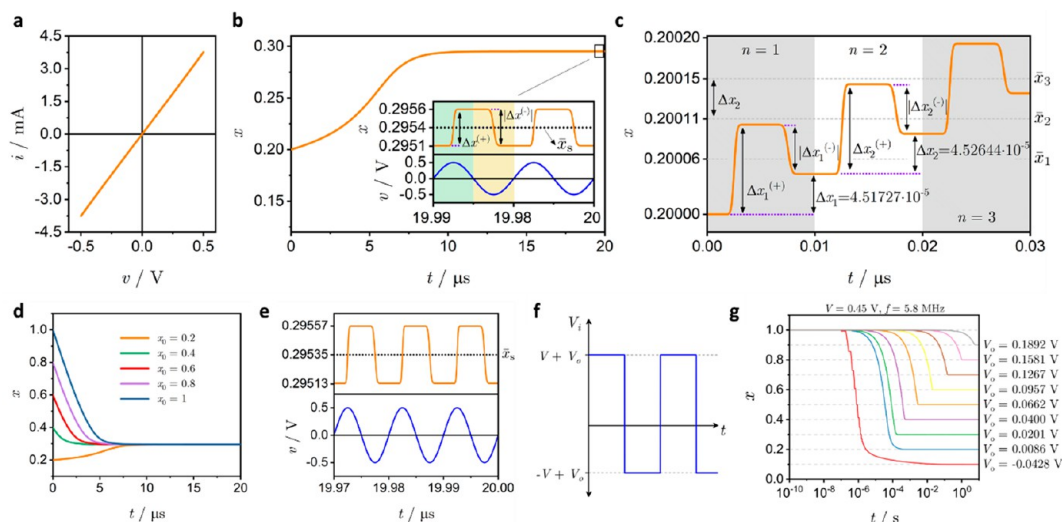 a
i / mA
4.5
3.0
1.5
0.0
-1.5
-3.0
-4.5
-0.5 0.0 0.5
v / V
b
x
0.30
0.25
0.20
0.15
0 5 10 15 20
t / μs
x
0.2956
0.2954
0.2951
Δx⁽⁺⁾
|Δx⁽⁻⁾|
x̄ₛ
v / V
0.5
0.0
-0.5
19.99 19.98 20
c
x
0.20020
0.20015
0.20006
0.20000
n = 1
n = 2
n = 3
x̄₃
x̄₂
x̄₁
Δx₂
Δx₁⁽⁺⁾
|Δx₁⁽⁻⁾|
Δx₂⁽⁺⁾
|Δx₂⁽⁻⁾|
Δx₂=4.52644·10⁻⁵
Δx₁=4.51727·10⁻⁵
0.00 0.01 0.02 0.03
t / μs
d
x
1.0
0.8
0.6
0.4
0.2
x₀ = 0.2
x₀ = 0.4
x₀ = 0.6
x₀ = 0.8
x₀ = 1
0 5 10 15 20
t / μs
e
x
0.29557
0.29535
0.29513
x̄ₛ
v / V
0.5
0.0
-0.5
19.97 19.98 19.99 20.00
t / μs
f
Vᵢ
V + Vₒ
-V + Vₒ
t
g
V = 0.45 V, f = 5.8 MHz
x
1.0
0.8
0.6
0.4
0.2
0.0
Vₒ = 0.1892 V
Vₒ = 0.1581 V
Vₒ = 0.1267 V
Vₒ = 0.0957 V
Vₒ = 0.0662 V
Vₒ = 0.0400 V
Vₒ = 0.0201 V
Vₒ = 0.0086 V
Vₒ = -0.0428 V
10⁻¹⁰ 10⁻⁸ 10⁻⁶ 10⁻⁴ 10⁻² 10⁰
t / s